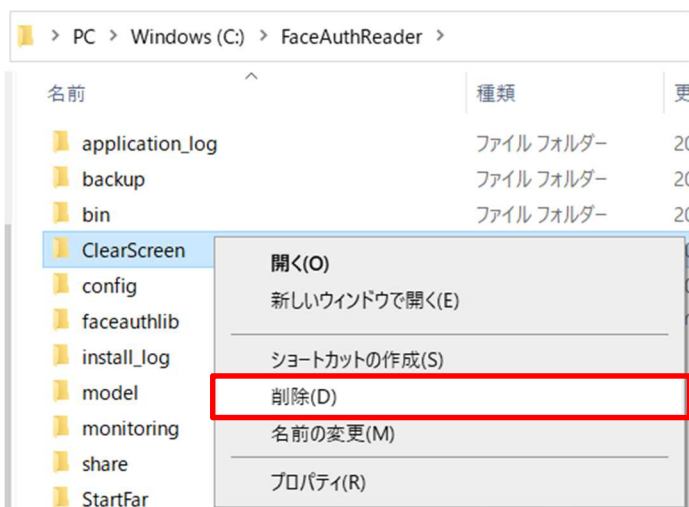 > PC > Windows (C:) > FaceAuthReader >
名前 種類 更
application_log ファイル フォルダー 20
backup ファイル フォルダー 20
bin ファイル フォルダー 20
ClearScreen
開く(O)
config
新しいウィンドウで開く(E)
faceauthlib
install_log
ショートカットの作成(S)
model
削除(D)
monitoring
名前の変更(M)
share
プロパティ(R)
StartFar